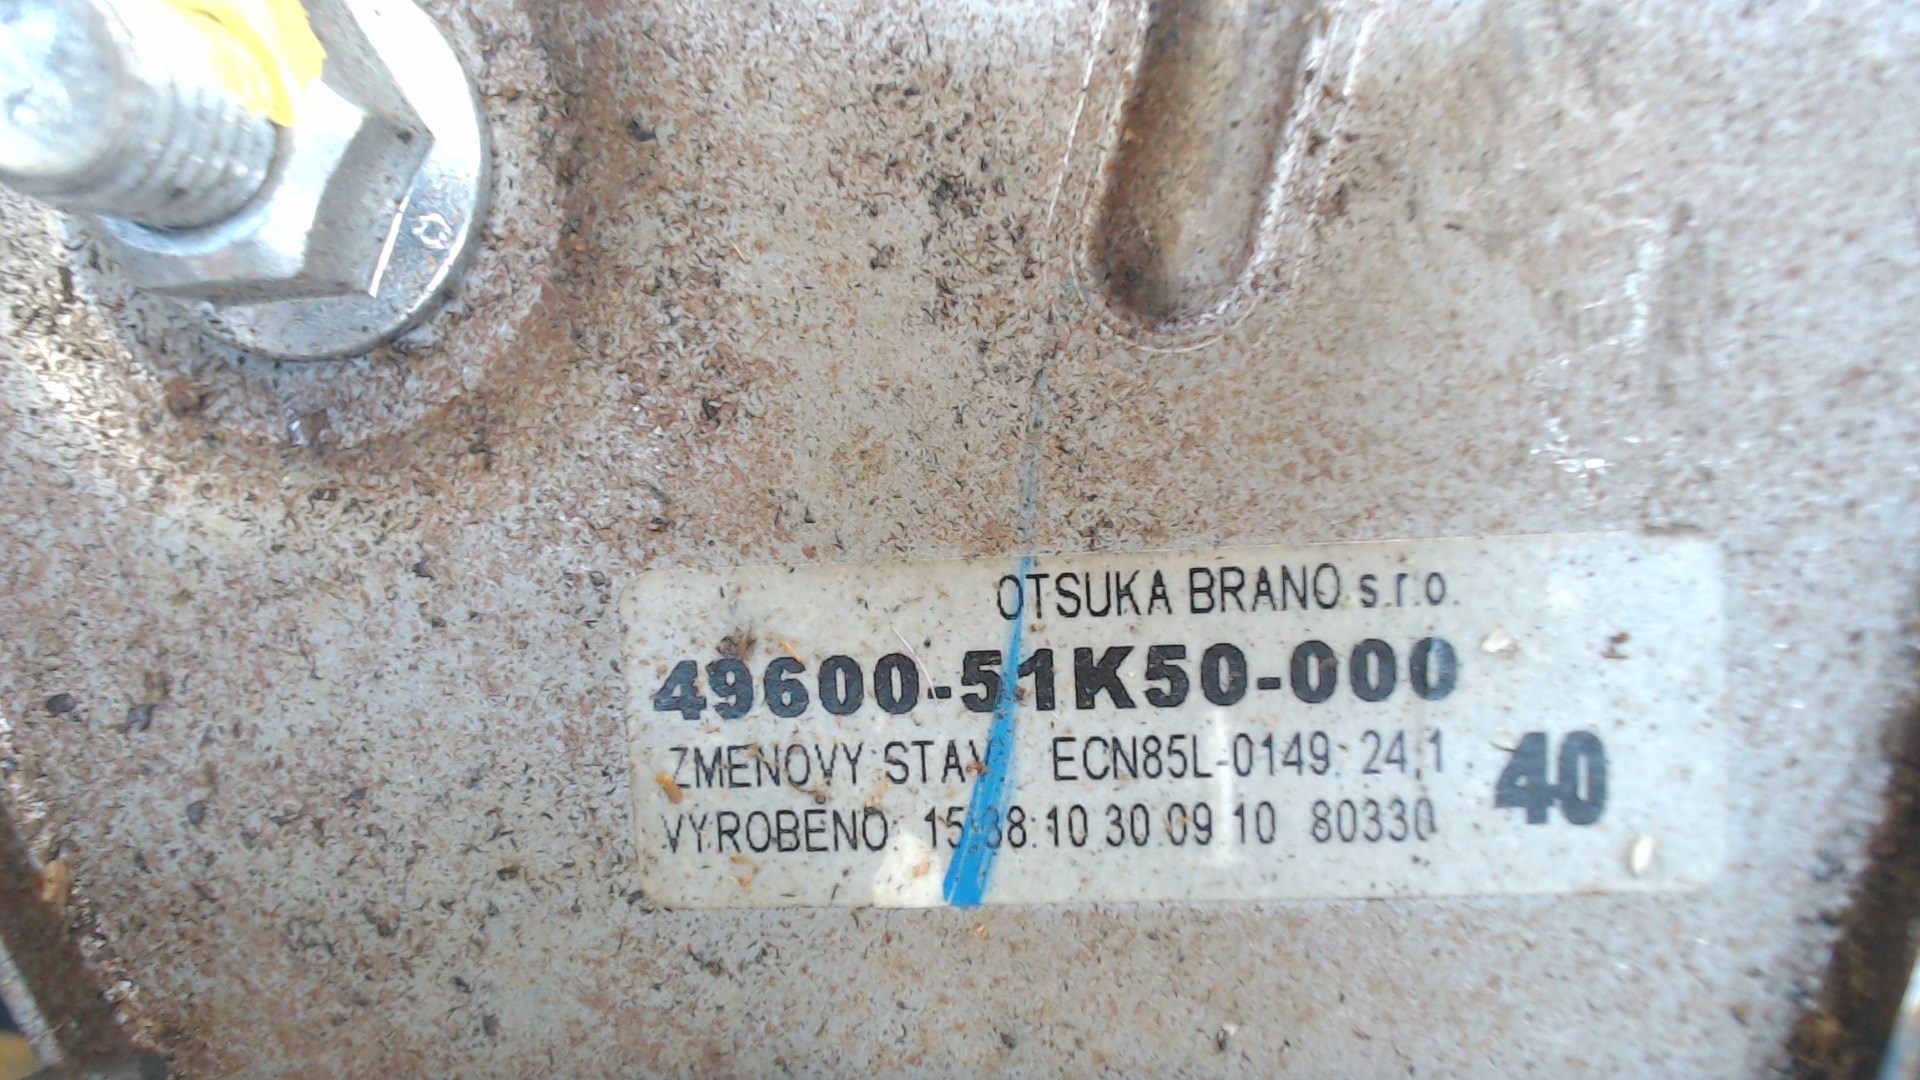 OTSUKA BRANO s.r.o.
49600-51K50-000
ZMENOVY STAV ECN85L-0149: 24,1
VYROBĚNO: 15:38:10 30 09 10 80330
40